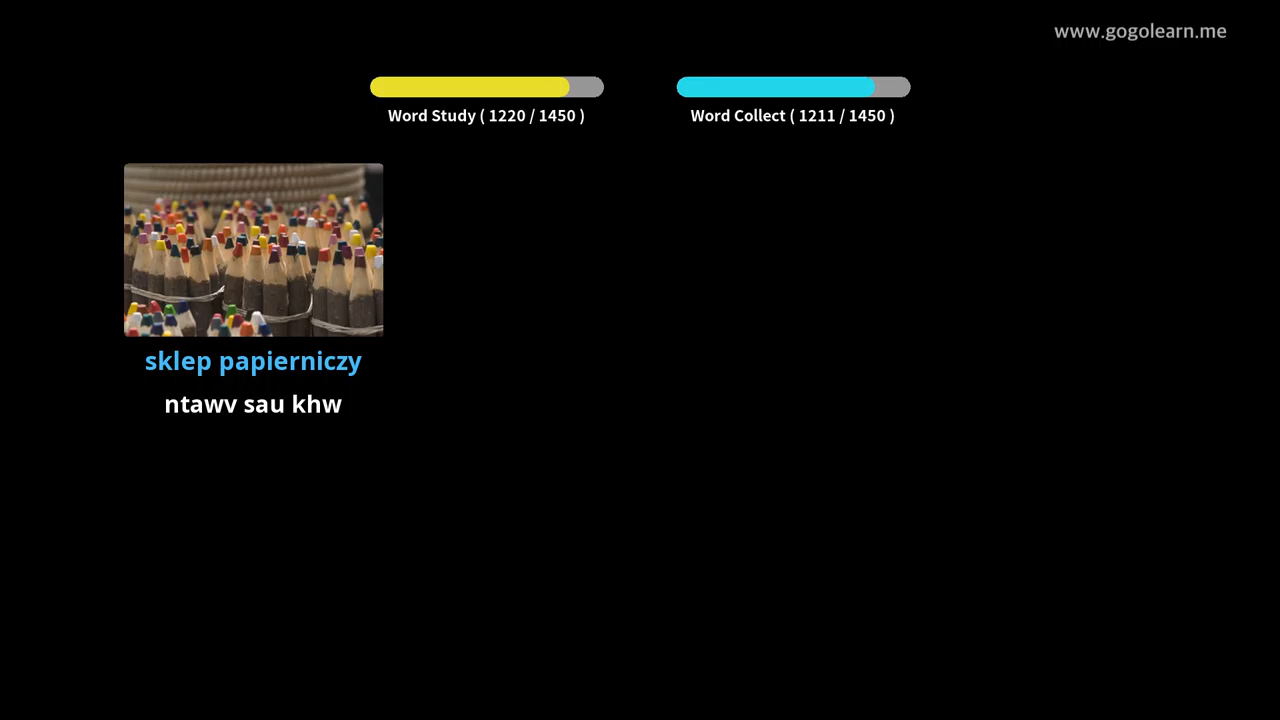 www.gogolearn.me
Word Study ( 1220 / 1450 )
Word Collect ( 1211 / 1450 )
sklep papierniczy
ntawv sau khw